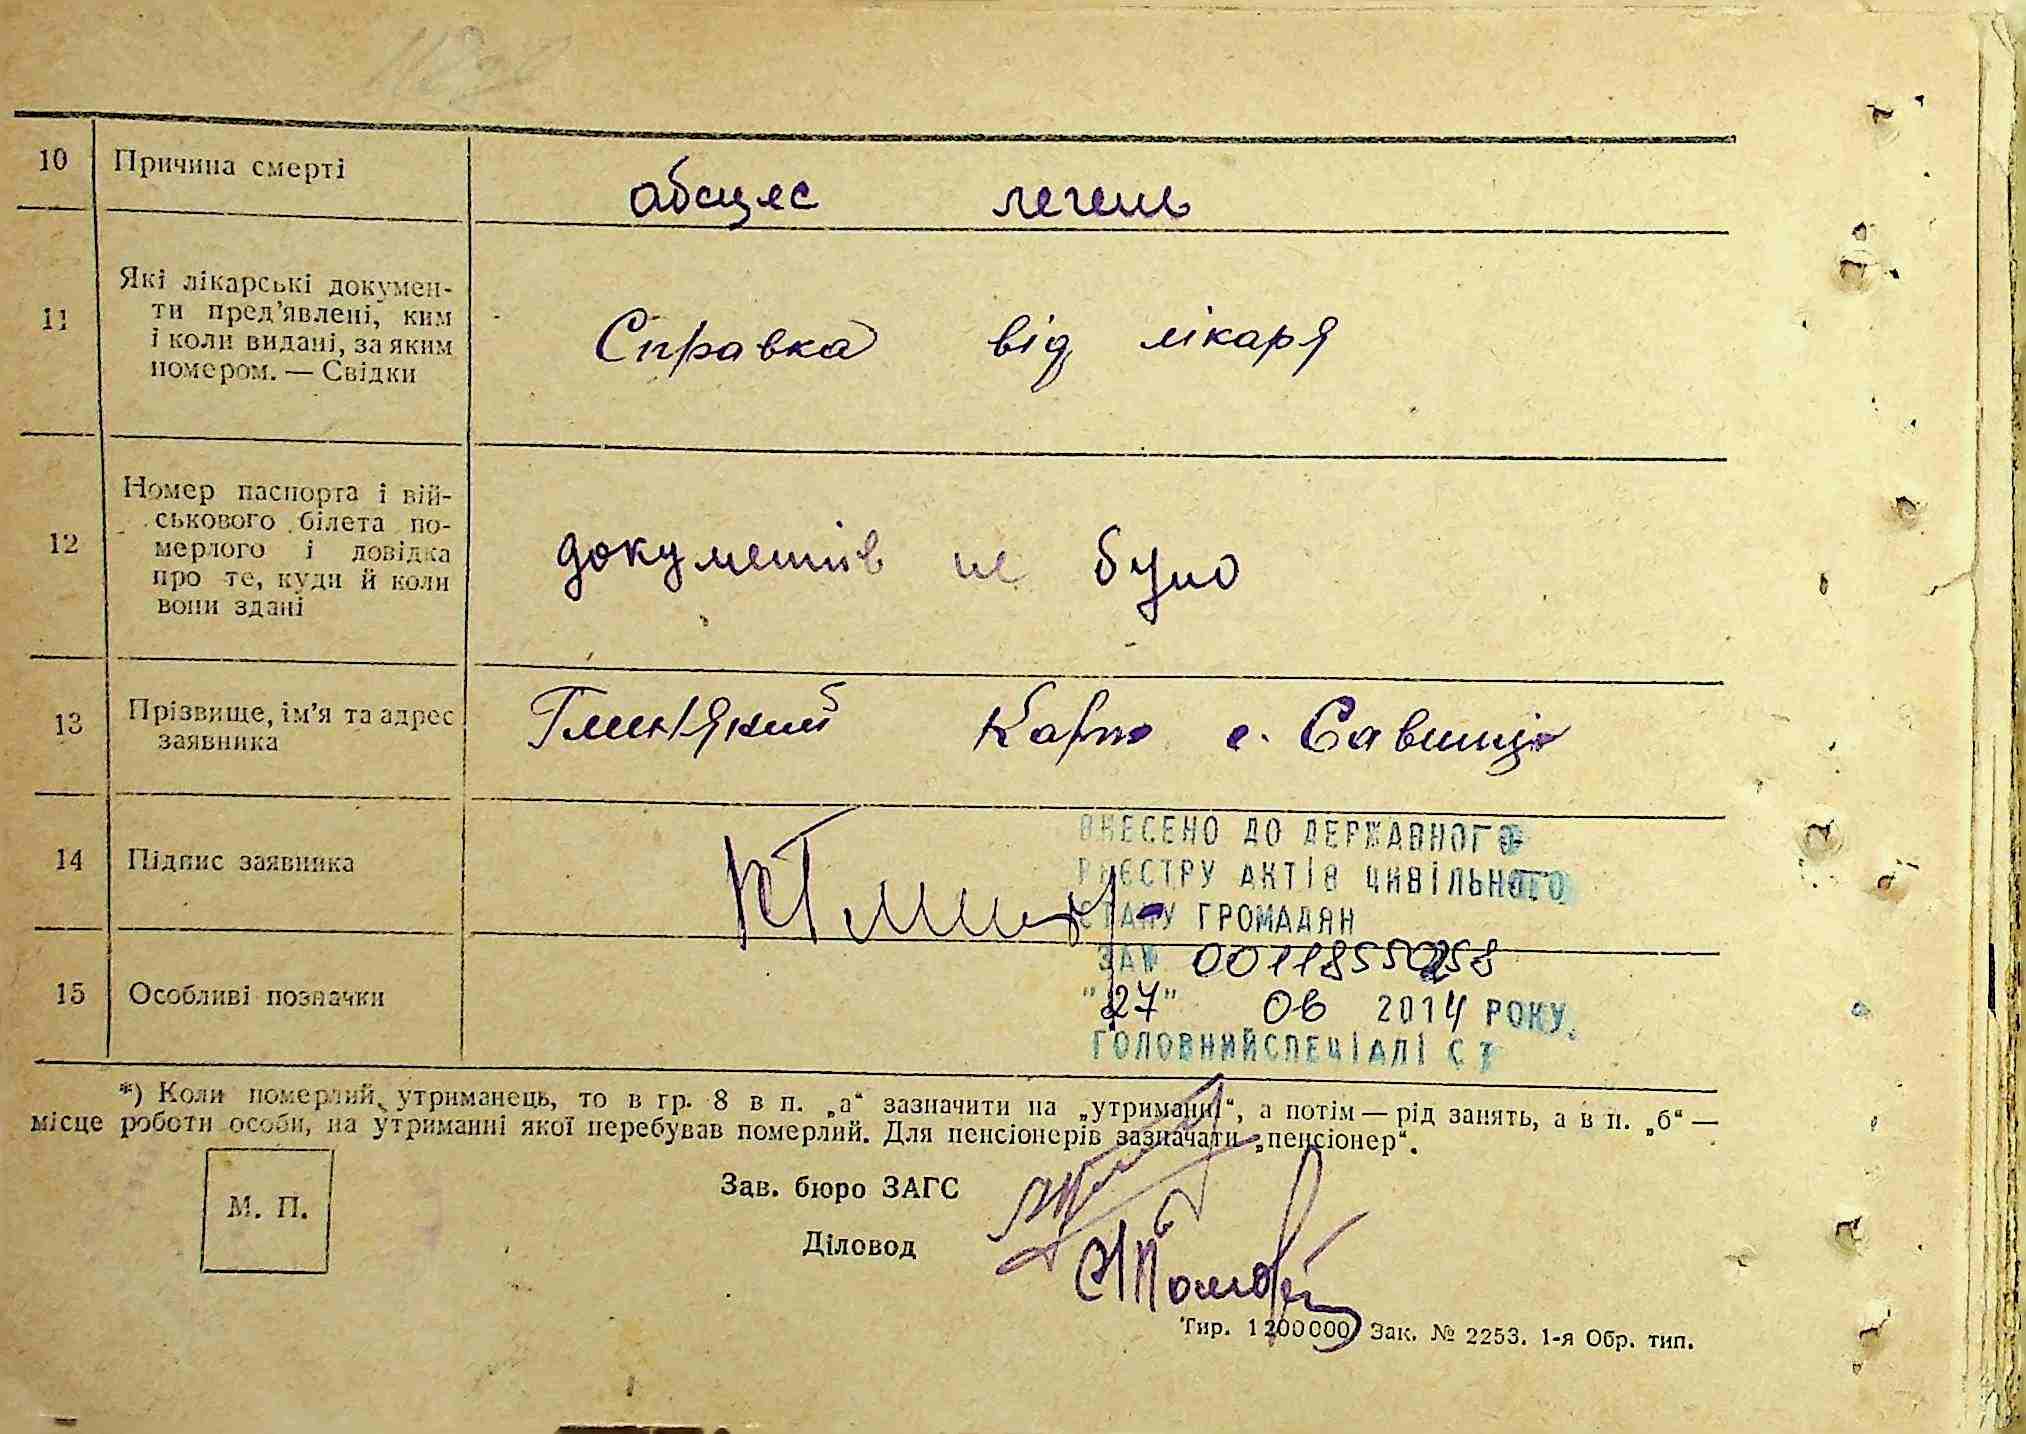 10 Причина смерті абсцес легень
11 Які лікарські докумен-
ти пред'явлені, ким
і коли видані, за яким
номером. — Свідки
Справка від лікаря
12 Номер паспорта і вій-
ськового білета по-
мерлого і довідка
про те, куди й коли
вони здані
документів не було
13 Прізвище, ім'я та адрес
заявника
Карпо с. Савинці
14 Підпис заявника
ВНЕСЕНО ДО ДЕРЖАВНОГО
РЕЄСТРУ АКТІВ ЦИВІЛЬНОГО
СТАНУ ГРОМАДЯН
ЗА №
"27" 06 2014 РОКУ.
ГОЛОВНИЙ СПЕЦІАЛІСТ
15 Особливі позначки
*) Коли померлий утриманець, то в гр. 8 в п. „а“ зазначити на „утриманні“, а потім — рід занять, а в п. „б“ —
місце роботи особи, на утриманні якої перебував померлий. Для пенсіонерів зазначати „пенсіонер“.
М. П.
Зав. бюро ЗАГС
Діловод
Тир. 1200000 Зак. № 2253. 1-я Обр. тип.